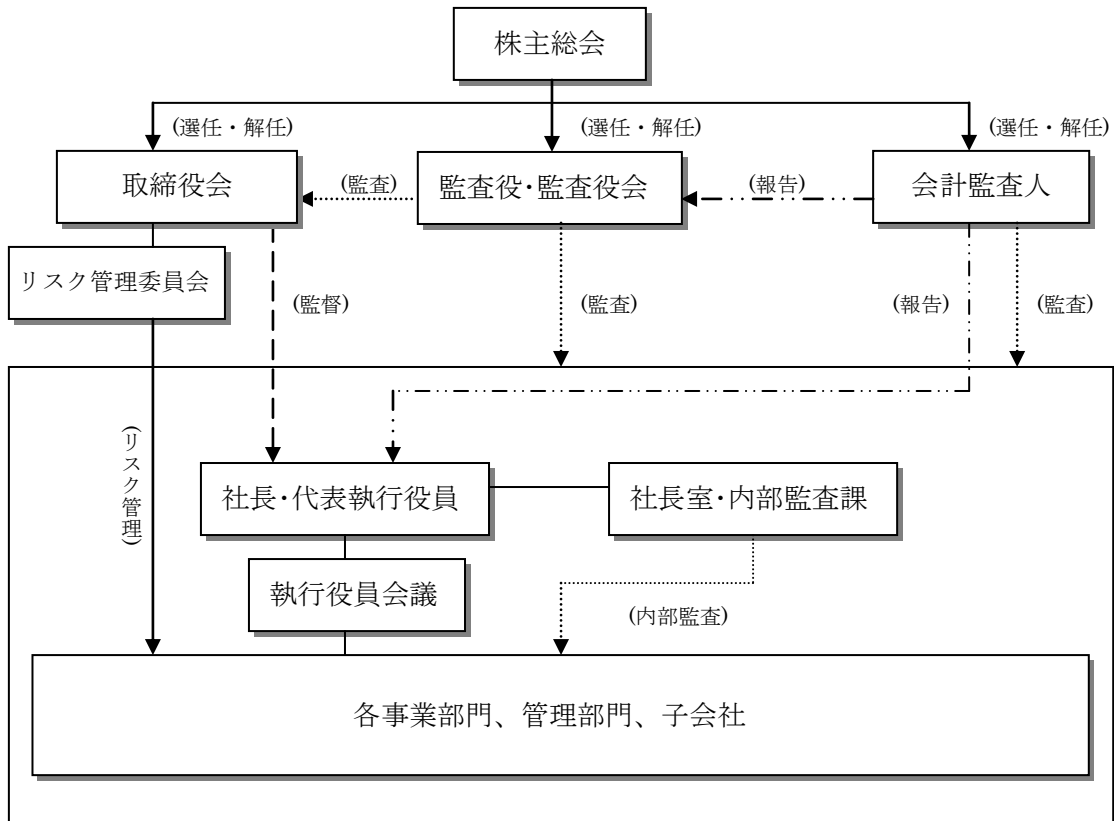 株主総会
(選任・解任)
(選任・解任)
(選任・解任)
取締役会
(監査)
監査役・監査役会
(報告)
会計監査人
リスク管理委員会
(監督)
(監査)
(報告)
(監査)
(リスク管理)
社長・代表執行役員
社長室・内部監査課
執行役員会議
(内部監査)
各事業部門、管理部門、子会社